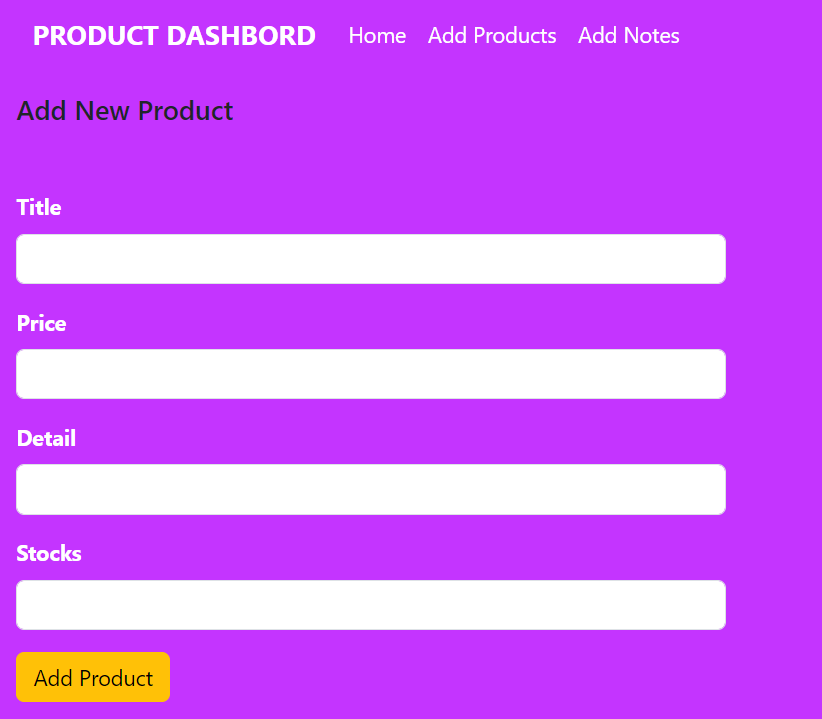 PRODUCT DASHBORD Home Add Products Add Notes
Add New Product
Title
Price
Detail
Stocks
Add Product